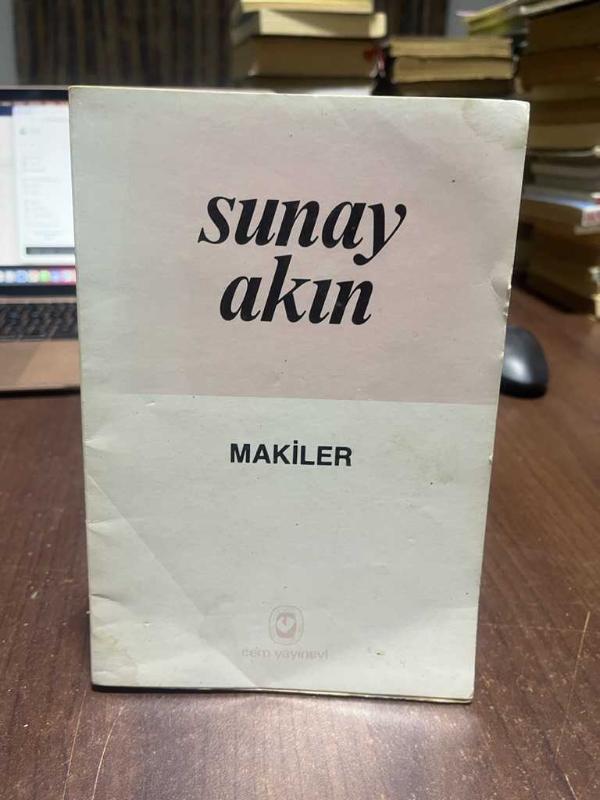 sunay
akın
MAKİLER
cem yayınevi